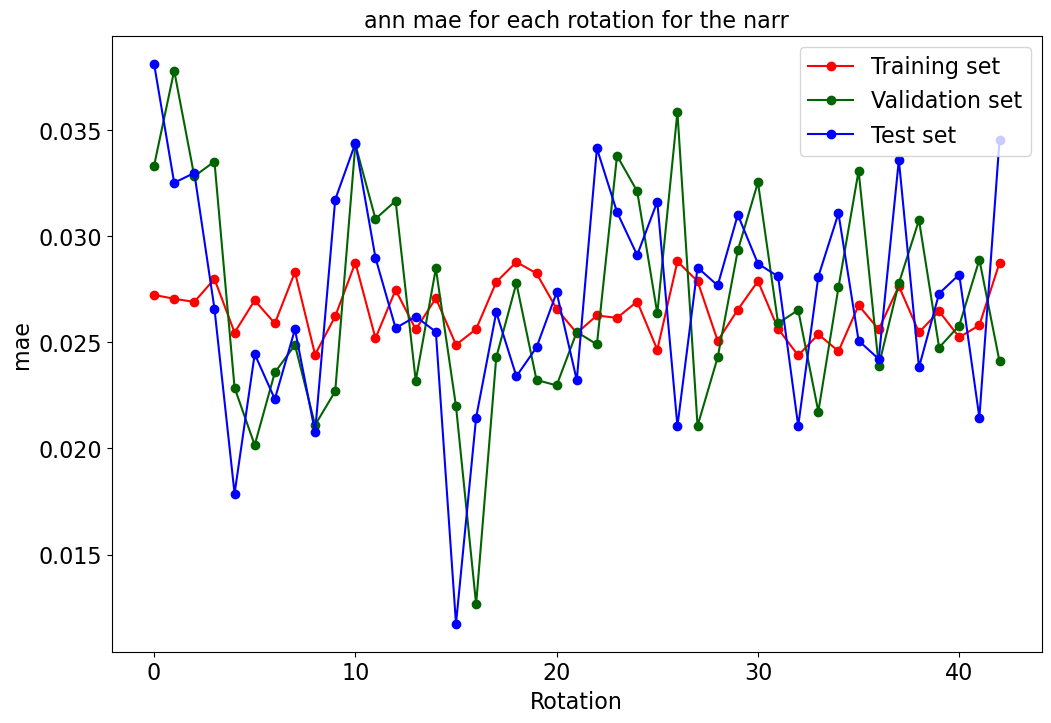 ann mae for each rotation for the narr
Training set
Validation set
Test set
0.035
0.030
0.025
0.020
0.015
mae
0
10
20
30
40
Rotation